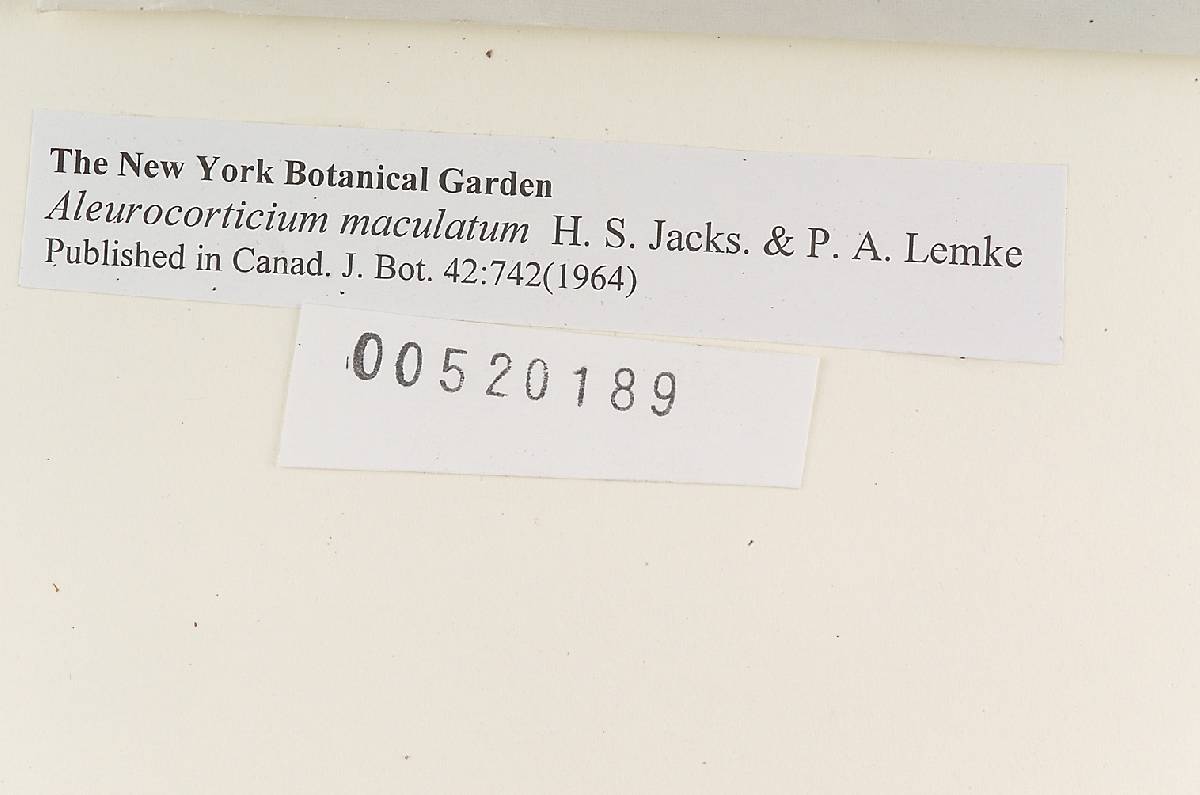 The New York Botanical Garden
Aleurocorticium maculatum H. S. Jacks. & P. A. Lemke
Published in Canad. J. Bot. 42:742(1964)
00520189